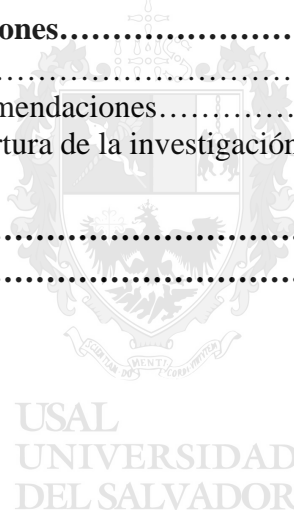 ones……………………
……………………………
mendaciones……………
rtura de la investigación
……………………………
……………………………
USAL
UNIVERSIDAD
DEL SALVADOR